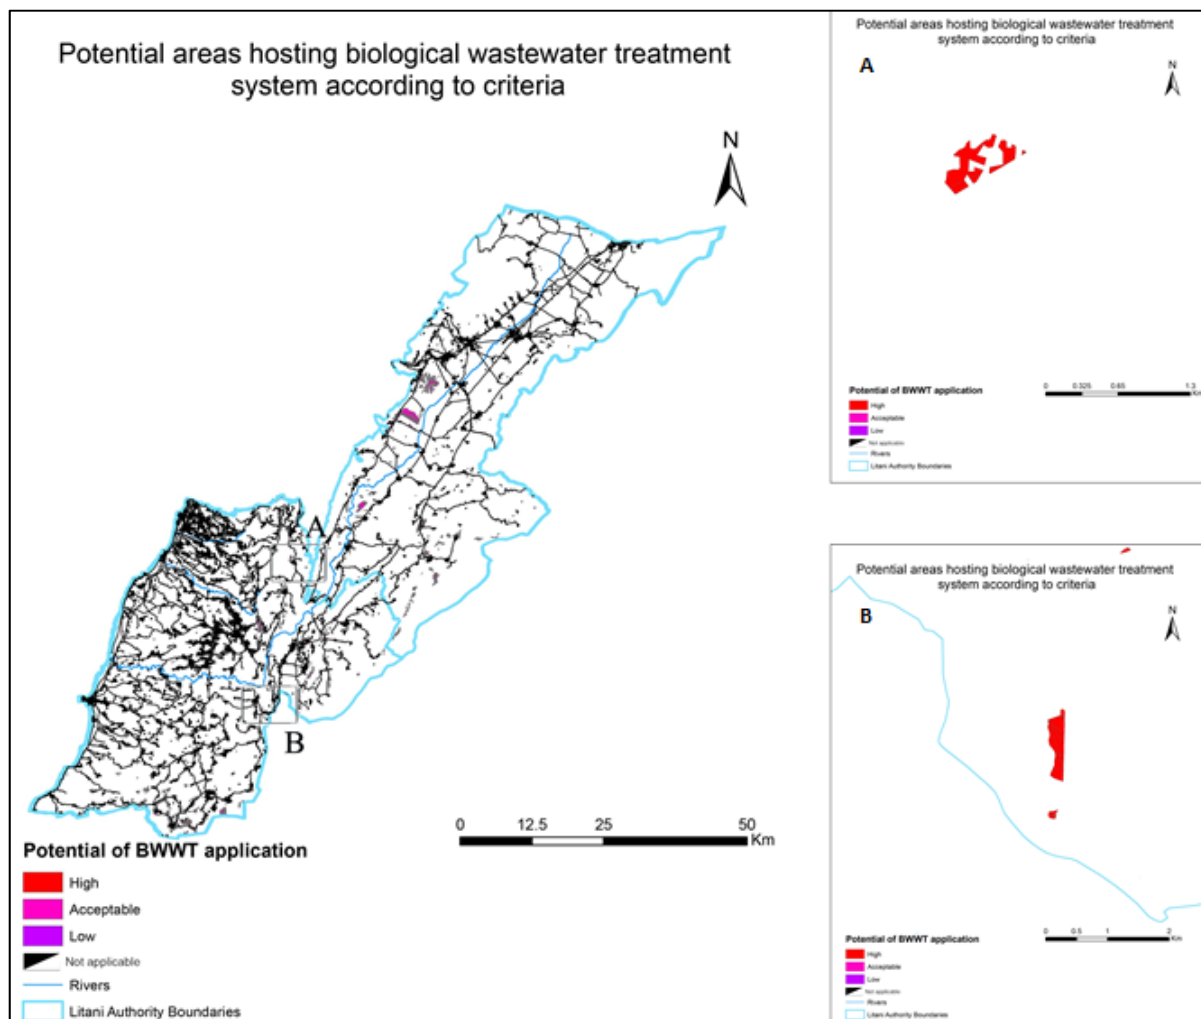 Potential areas hosting biological wastewater treatment
system according to criteria
N
A
B
0 12.5 25 50
Km
Potential of BWWT application
High
Acceptable
Low
Not applicable
Rivers
Litani Authority Boundaries
Potential areas hosting biological wastewater treatment
system according to criteria
A
N
Potential of BWWT application
High
Acceptable
Low
Not applicable
Rivers
Litani Authority Boundaries
0 0.325 0.65 1.3
Km
Potential areas hosting biological wastewater treatment
system according to criteria
B
N
Potential of BWWT application
High
Acceptable
Low
Not applicable
Rivers
Litani Authority Boundaries
0 0.5 1 2
Km